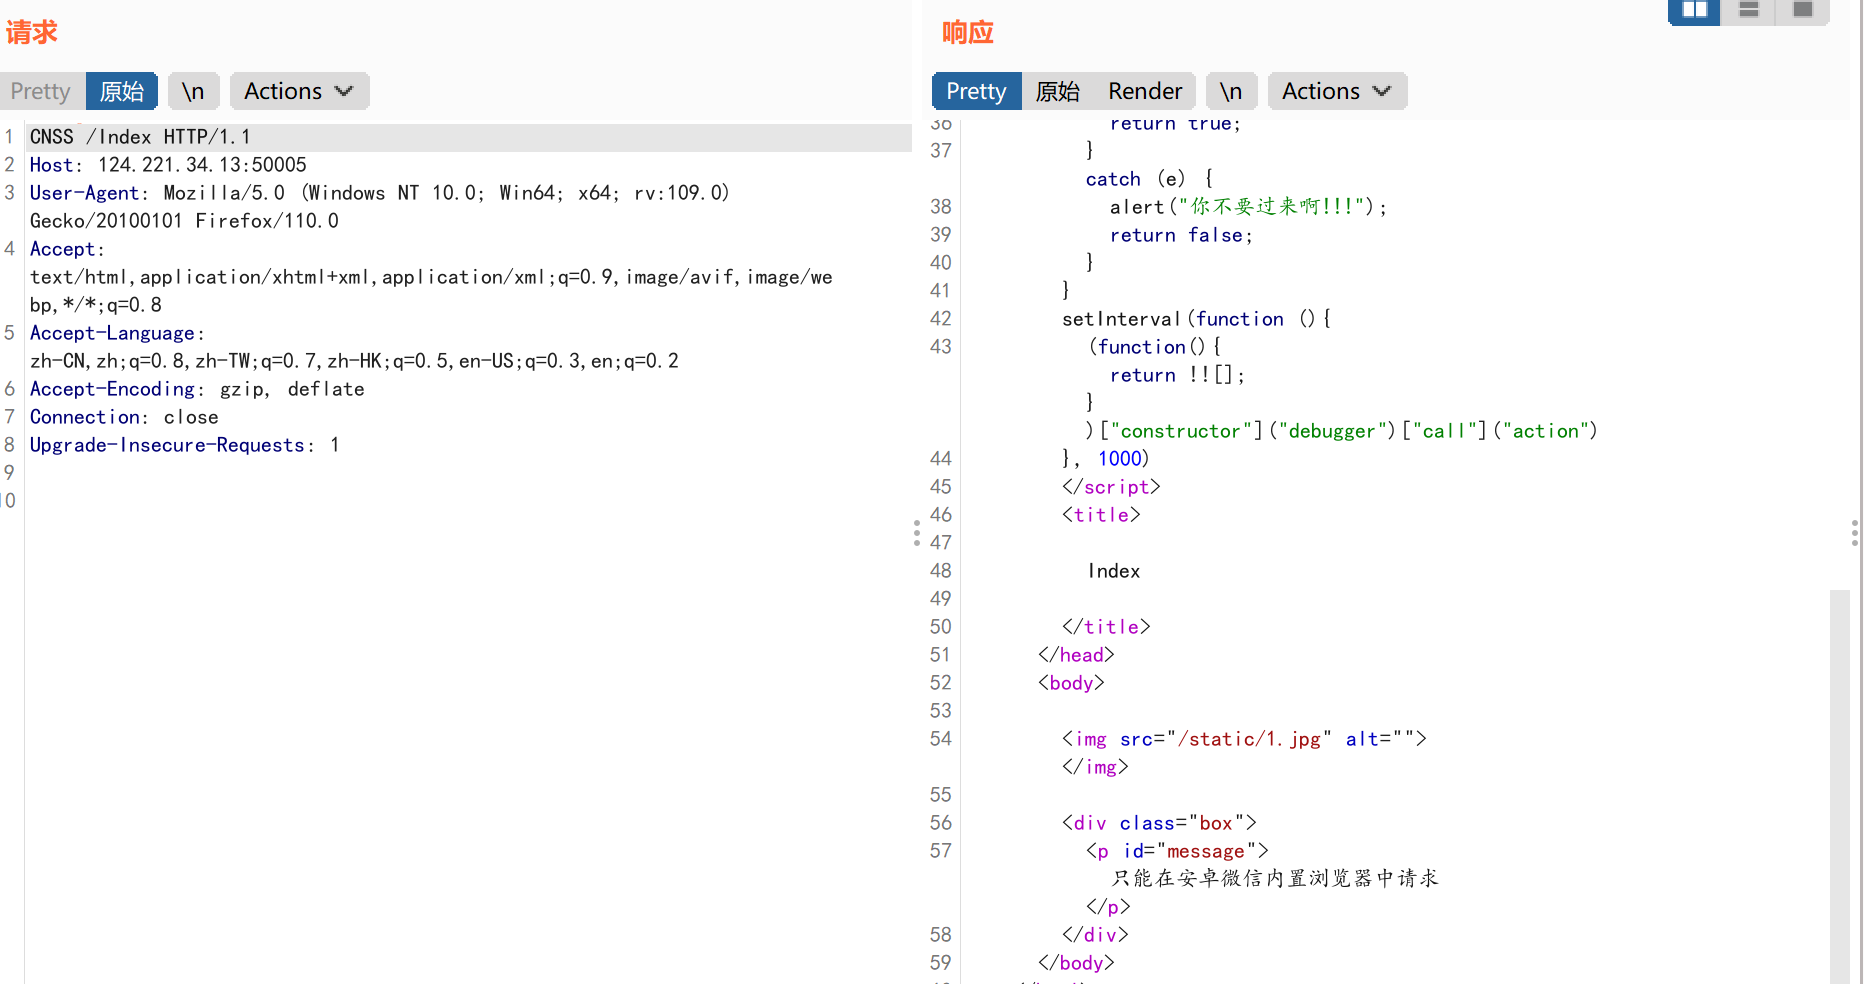 请求
Pretty 原始 \n Actions
1 CNSS /Index HTTP/1.1
2 Host: 124.221.34.13:50005
3 User-Agent: Mozilla/5.0 (Windows NT 10.0; Win64; x64; rv:109.0)
Gecko/20100101 Firefox/110.0
4 Accept:
text/html,application/xhtml+xml,application/xml;q=0.9,image/avif,image/we
bp,*/*;q=0.8
5 Accept-Language:
zh-CN,zh;q=0.8,zh-TW;q=0.7,zh-HK;q=0.5,en-US;q=0.3,en;q=0.2
6 Accept-Encoding: gzip, deflate
7 Connection: close
8 Upgrade-Insecure-Requests: 1
9
10
响应
Pretty 原始 Render \n Actions
36 return true;
37 }
catch (e) {
38 alert("你不要过来啊!!!");
39 return false;
40 }
41 }
42 setInterval(function (){
43 (function(){
return !![];
}
)["constructor"]("debugger")["call"]("action")
44 }, 1000)
45 </script>
46 <title>
47
48 Index
49
50 </title>
51 </head>
52 <body>
53
54 <img src="/static/1.jpg" alt="">
</img>
55
56 <div class="box">
57 <p id="message">
只能在安卓微信内置浏览器中请求
</p>
58 </div>
59 </body>